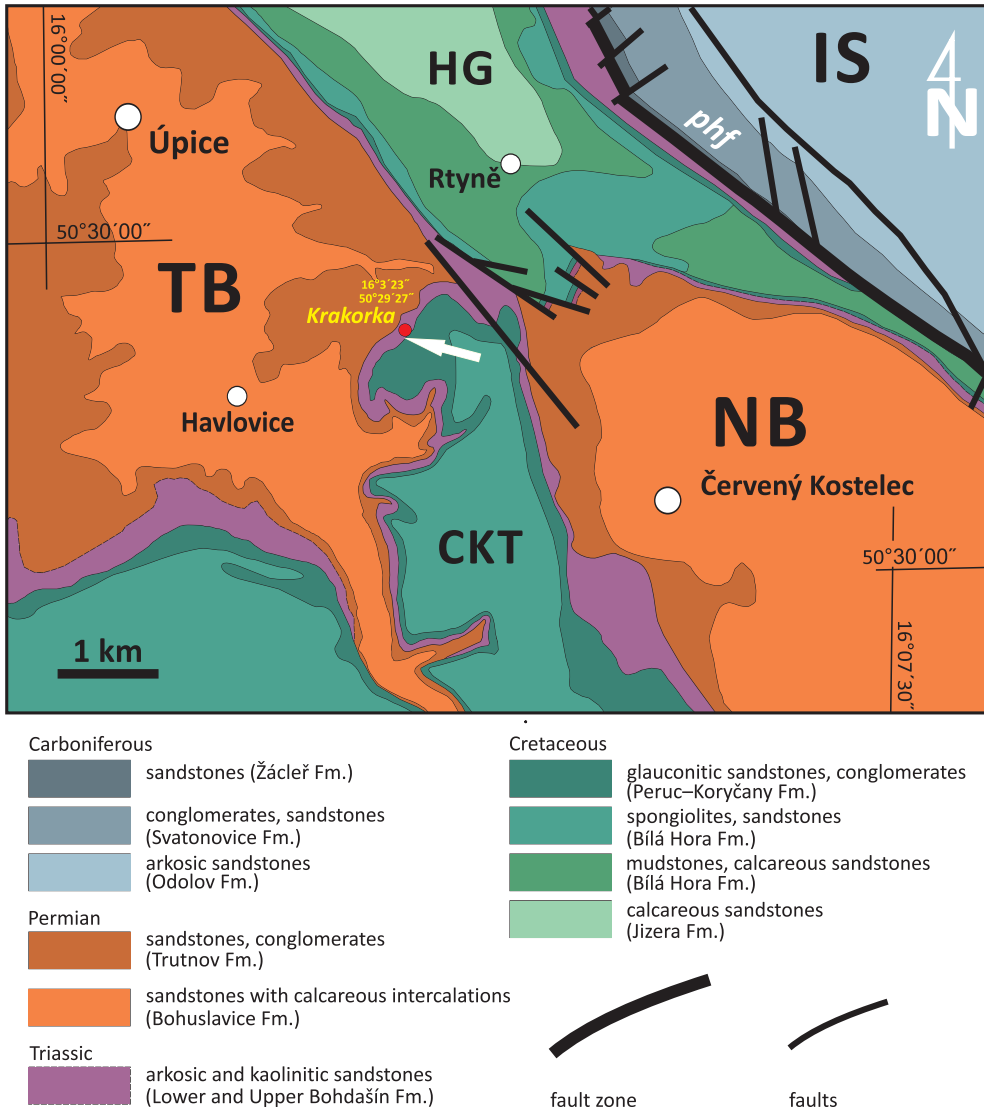 16°00´00˝
HG
IS
N
phf
Úpice
Rtyně
50°30´00˝
TB
16°3´23˝
50°29´27˝
Krakorka
Havlovice
NB
Červený Kostelec
CKT
50°30´00˝
16°07´30˝
1 km
Carboniferous
sandstones (Žácleř Fm.)
conglomerates, sandstones
(Svatonovice Fm.)
arkosic sandstones
(Odolov Fm.)
Permian
sandstones, conglomerates
(Trutnov Fm.)
sandstones with calcareous intercalations
(Bohuslavice Fm.)
Triassic
arkosic and kaolinitic sandstones
(Lower and Upper Bohdašín Fm.)
Cretaceous
glauconitic sandstones, conglomerates
(Peruc–Koryčany Fm.)
spongiolites, sandstones
(Bílá Hora Fm.)
mudstones, calcareous sandstones
(Bílá Hora Fm.)
calcareous sandstones
(Jizera Fm.)
fault zone
faults